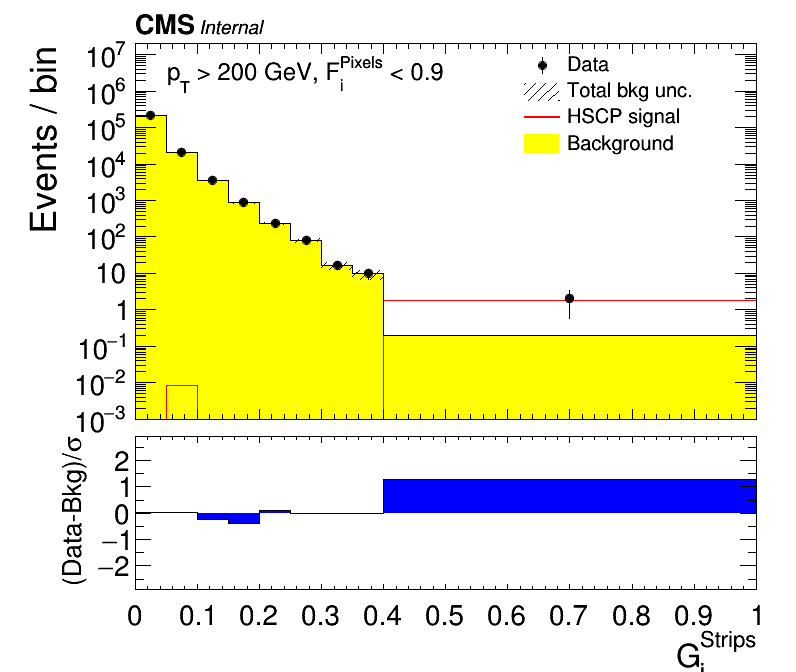 CMS Internal
Events / bin
10^7
10^6
10^5
10^4
10^3
10^2
10
1
10^−1
10^−2
10^−3
p_T > 200 GeV, F_i^Pixels < 0.9
Data
Total bkg unc.
HSCP signal
Background
(Data-Bkg)/σ
2
1
0
−1
−2
0 0.1 0.2 0.3 0.4 0.5 0.6 0.7 0.8 0.9 1
G_i^Strips